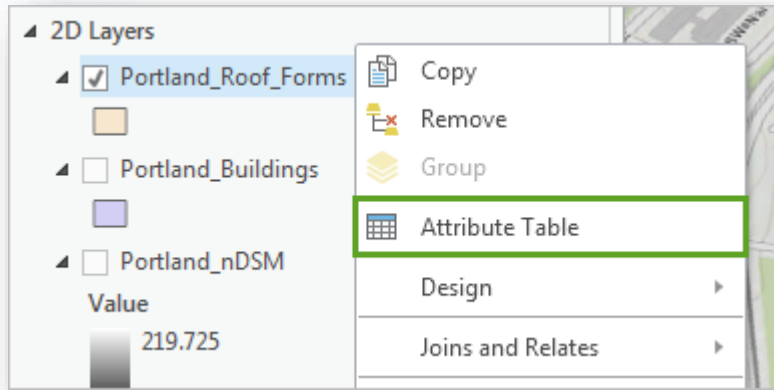 2D Layers
Portland_Roof_Forms
Copy
Remove
Portland_Buildings
Group
Attribute Table
Portland_nDSM
Design
Value
219.725
Joins and Relates